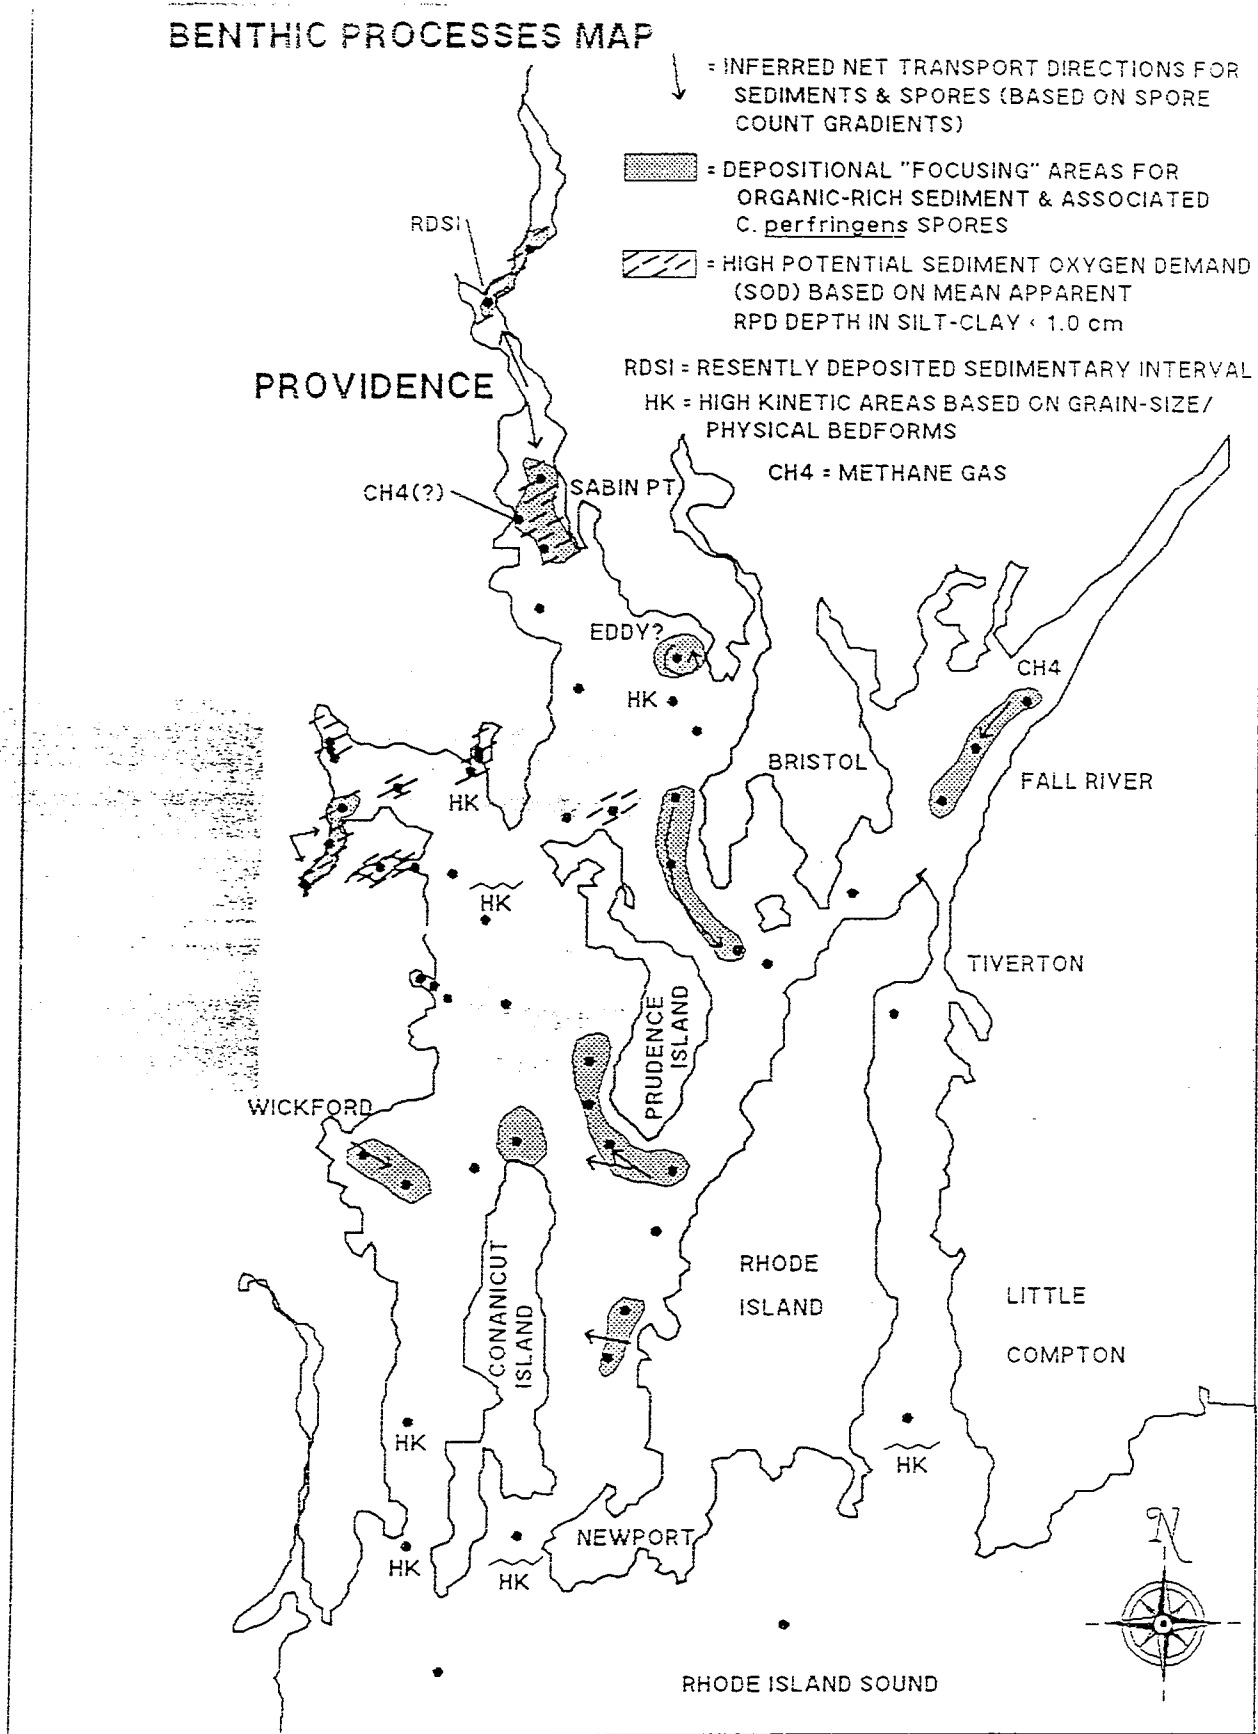 BENTHIC PROCESSES MAP
= INFERRED NET TRANSPORT DIRECTIONS FOR
SEDIMENTS & SPORES (BASED ON SPORE
COUNT GRADIENTS)
= DEPOSITIONAL "FOCUSING" AREAS FOR
ORGANIC-RICH SEDIMENT & ASSOCIATED
C. perfringens SPORES
= HIGH POTENTIAL SEDIMENT OXYGEN DEMAND
(SOD) BASED ON MEAN APPARENT
RPD DEPTH IN SILT-CLAY < 1.0 cm
RDSI = RESENTLY DEPOSITED SEDIMENTARY INTERVAL
HK = HIGH KINETIC AREAS BASED ON GRAIN-SIZE/
PHYSICAL BEDFORMS
CH4 = METHANE GAS
RDSI
PROVIDENCE
CH4(?)
SABIN PT
EDDY?
HK
CH4
BRISTOL
FALL RIVER
HK
HK
TIVERTON
PRUDENCE
ISLAND
WICKFORD
CONANICUT
ISLAND
RHODE
ISLAND
LITTLE
COMPTON
HK
HK
NEWPORT
HK
HK
N
RHODE ISLAND SOUND